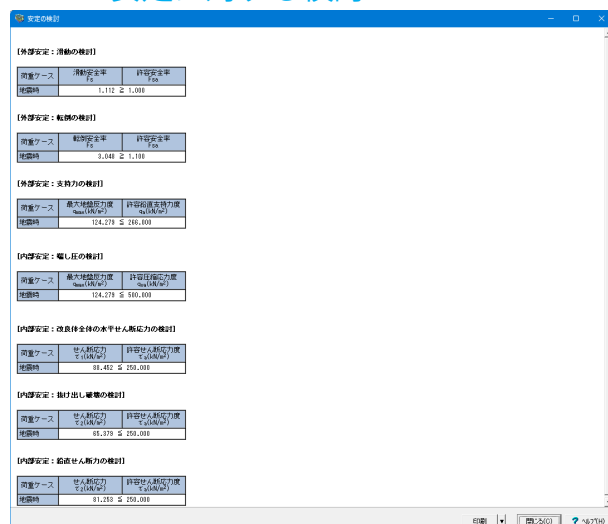 安定の検討
[外部安定：滑動の検討]
荷重ケース 滑動安全率 Fs 許容安全率 Fsa
地震時 1.112 ≧ 1.000
[外部安定：転倒の検討]
荷重ケース 転倒安全率 Fs 許容安全率 Fsa
地震時 3.048 ≧ 1.100
[外部安定：支持力の検討]
荷重ケース 最大地盤反力度 qmax(kN/m²) 許容鉛直支持力度 qa(kN/m²)
地震時 124.279 ≦ 266.000
[内部安定：端し圧の検討]
荷重ケース 最大地盤反力度 qmax(kN/m²) 許容圧縮応力度
地震時 124.279 ≦ 500.000
[内部安定：改良体全体の水平せん断応力の検討]
荷重ケース せん断応力 τ1(kN/m²) 許容せん断応力度 τa(kN/m²)
地震時 80.452 ≦ 250.000
[内部安定：抜け出し破壊の検討]
荷重ケース せん断応力 τ2(kN/m²) 許容せん断応力度 τa(kN/m²)
地震時 65.379 ≦ 250.000
[内部安定：鉛直せん断力の検討]
荷重ケース せん断応力 τ2(kN/m²) 許容せん断応力度 τa(kN/m²)
地震時 81.253 ≦ 250.000
印刷 閉じる(C) ? ヘルプ(H)